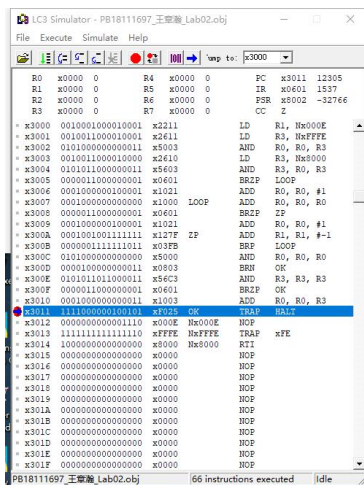 LC3 Simulator - PB18111697_王章瀚_Lab02.obj
File Execute Simulate Help
Jump to: x3000
R0 x0000 0 R4 x0000 0 PC x3011 12305
R1 x0000 0 R5 x0000 0 IR x0601 1537
R2 x0000 0 R6 x0000 0 PSR x8002 -32766
R3 x0000 0 R7 x0000 0 CC Z
x3000 0010001000010001 x2211 LD R1, Nx000E
x3001 0010011000010001 x2611 LD R3, NxFFFE
x3002 0101000000000011 x5003 AND R0, R0, R3
x3003 0010011000010000 x2610 LD R3, Nx8000
x3004 0101011000000011 x5603 AND R3, R0, R3
x3005 0000011000000001 x0601 BRZP LOOP
x3006 0001000000100001 x1021 ADD R0, R0, #1
x3007 0001000000000000 x1000 LOOP ADD R0, R0, R0
x3008 0000011000000001 x0601 BRZP ZP
x3009 0001000000100001 x1021 ADD R0, R0, #1
x300A 0001001001111111 x127F ZP ADD R1, R1, #-1
x300B 0000001111111011 x03FB BRP LOOP
x300C 0101000000000000 x5000 AND R0, R0, R0
x300D 0000100000000011 x0803 BRN OK
x300E 0101011011000011 x56C3 AND R3, R3, R3
x300F 0000011000000001 x0601 BRZP OK
x3010 0001000000000011 x1003 ADD R0, R0, R3
x3011 1111000000100101 xF025 OK TRAP HALT
x3012 0000000000001110 x000E Nx000E NOP
x3013 1111111111111110 xFFFE NxFFFE TRAP xFE
x3014 1000000000000000 x8000 Nx8000 RTI
x3015 0000000000000000 x0000 NOP
x3016 0000000000000000 x0000 NOP
x3017 0000000000000000 x0000 NOP
x3018 0000000000000000 x0000 NOP
x3019 0000000000000000 x0000 NOP
x301A 0000000000000000 x0000 NOP
x301B 0000000000000000 x0000 NOP
x301C 0000000000000000 x0000 NOP
x301D 0000000000000000 x0000 NOP
x301E 0000000000000000 x0000 NOP
x301F 0000000000000000 x0000 NOP
PB18111697_王章瀚_Lab02.obj 66 instructions executed Idle